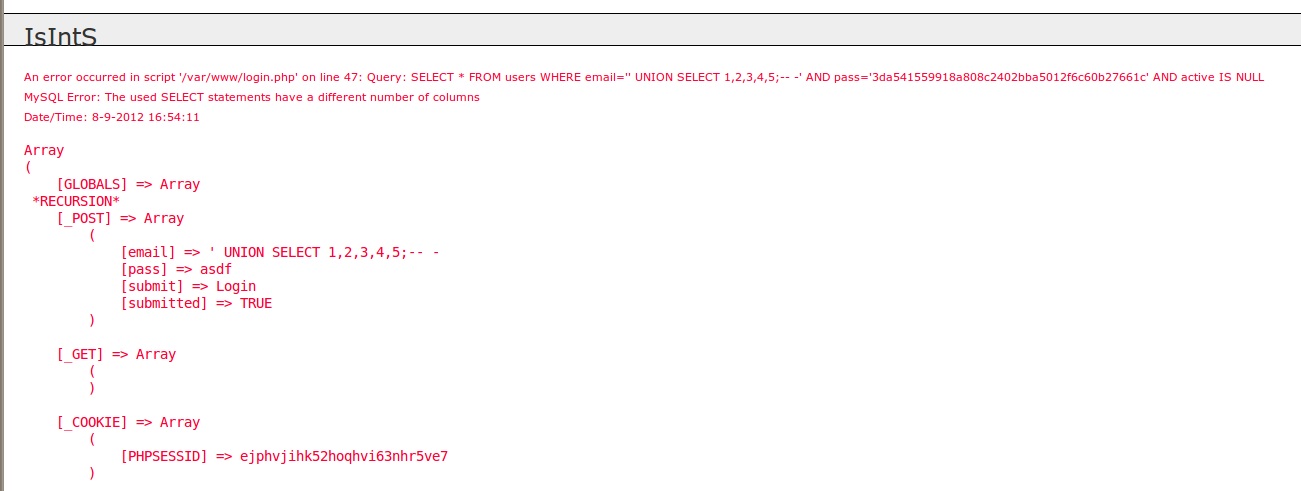 IsIntS
An error occurred in script '/var/www/login.php' on line 47: Query: SELECT * FROM users WHERE email='' UNION SELECT 1,2,3,4,5;-- -' AND pass='3da541559918a808c2402bba5012f6c60b27661c' AND active IS NULL
MySQL Error: The used SELECT statements have a different number of columns
Date/Time: 8-9-2012 16:54:11
Array
(
    [GLOBALS] => Array
 *RECURSION*
    [_POST] => Array
        (
            [email] => ' UNION SELECT 1,2,3,4,5;-- -
            [pass] => asdf
            [submit] => Login
            [submitted] => TRUE
        )
    [_GET] => Array
        (
        )
    [_COOKIE] => Array
        (
            [PHPSESSID] => ejphvjihk52hoqhvi63nhr5ve7
        )